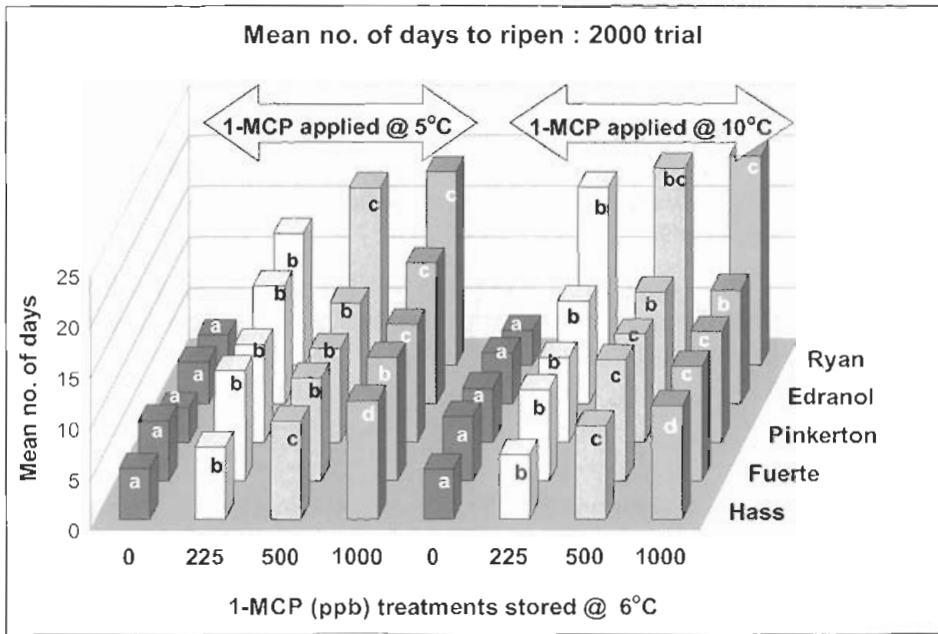 Mean no. of days to ripen : 2000 trial
1-MCP applied @ 5°C
1-MCP applied @ 10°C
Mean no. of days
25
20
15
10
5
0
a b c c a b bc c
Ryan
a b b c a b b b
Edranol
a b b c a b c c
Pinkerton
a b b b a b c c
Fuerte
a b c d a b c d
Hass
0 225 500 1000 0 225 500 1000
1-MCP (ppb) treatments stored @ 6°C